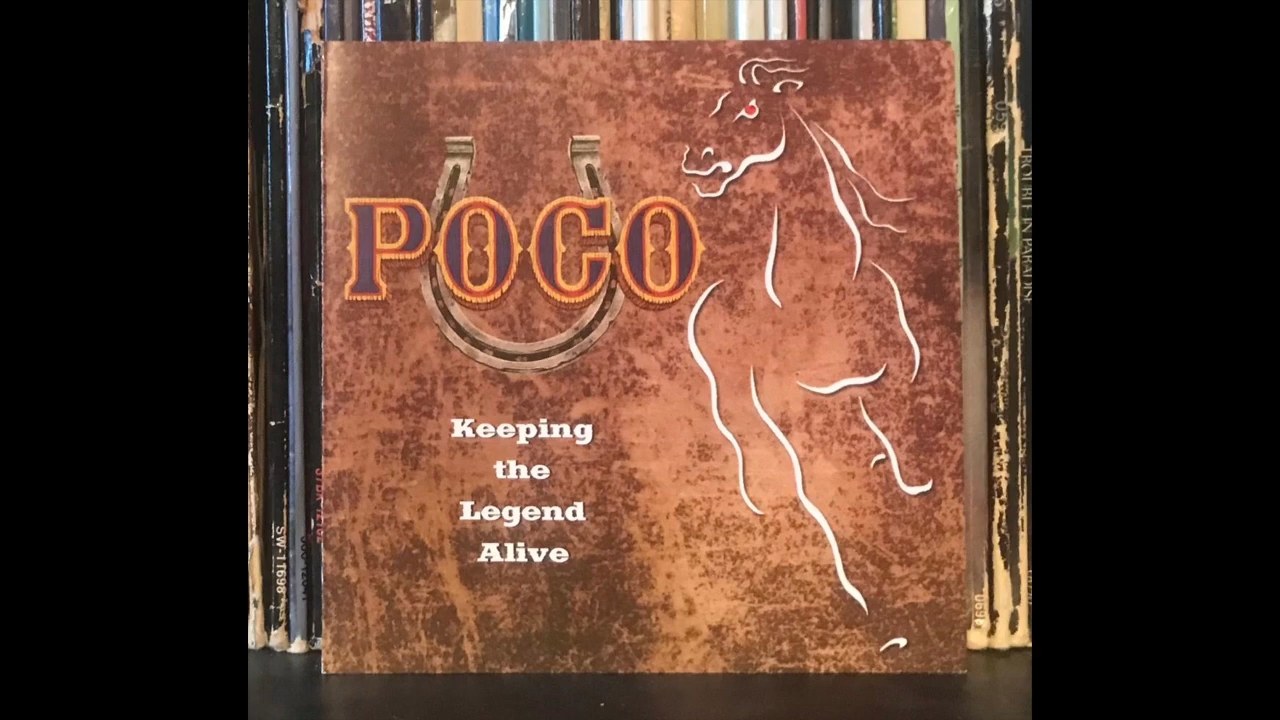 POCO
Keeping
the
Legend
Alive
SW-11698
TROUBLE IN PARADISE